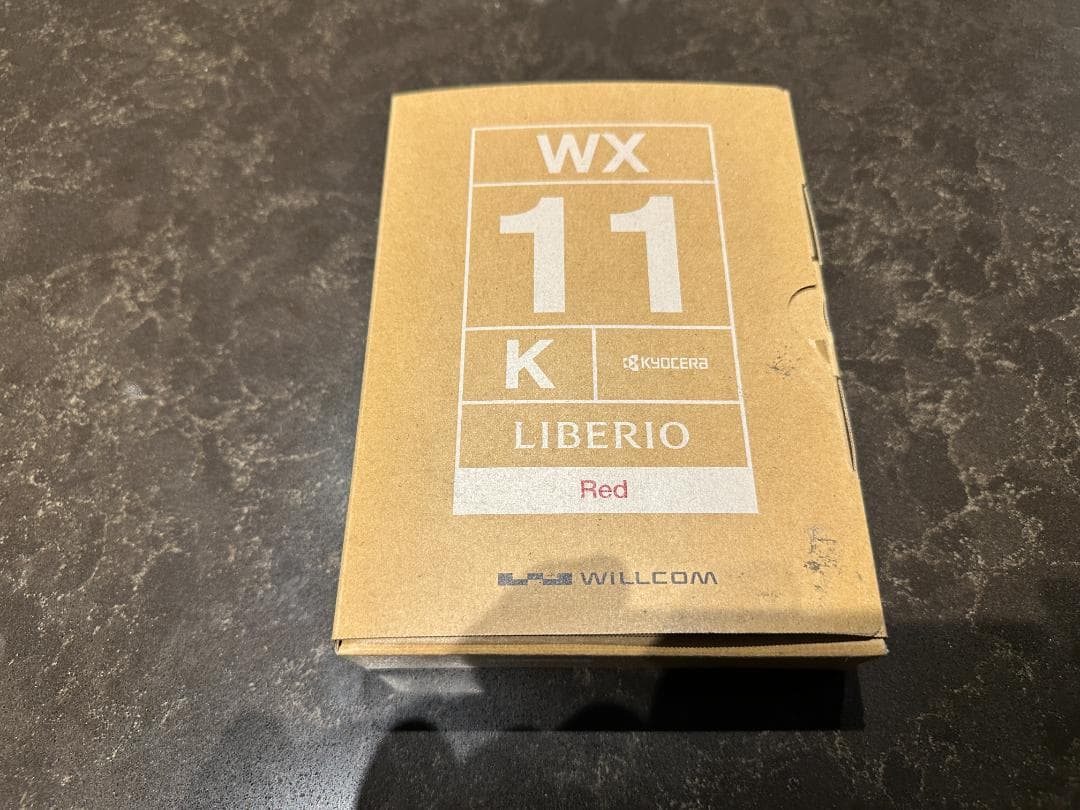 WX
11
K
KYOCERA
LIBERIO
Red
WILLCOM